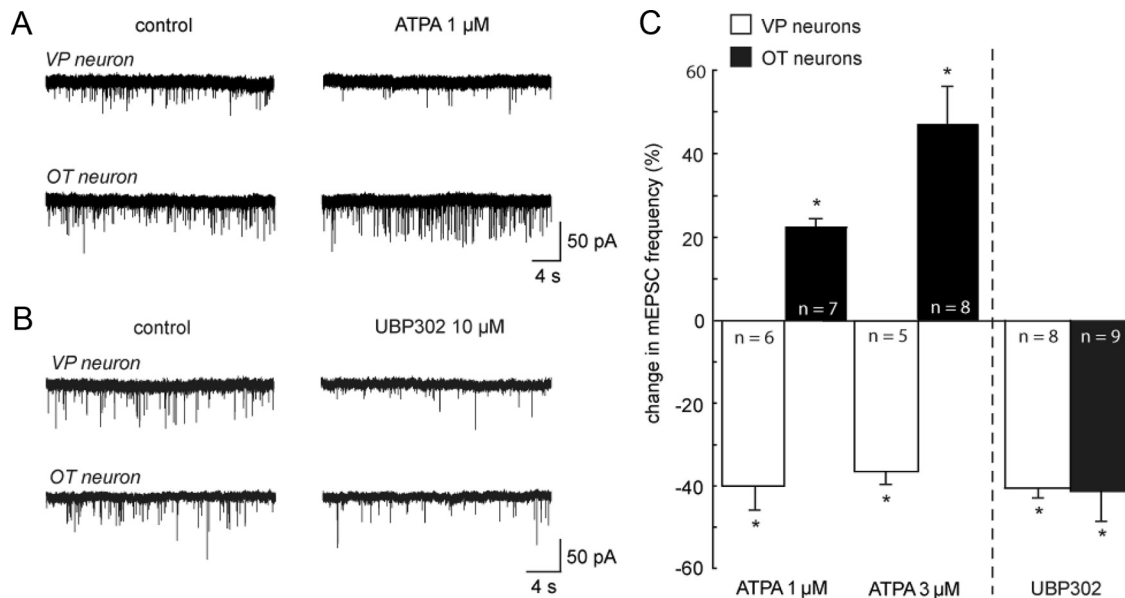 A
control
ATPA 1 µM
VP neuron
OT neuron
50 pA
4 s
B
control
UBP302 10 µM
VP neuron
OT neuron
50 pA
4 s
C
VP neurons
OT neurons
change in mEPSC frequency (%)
60
40
20
0
-20
-40
-60
*
*
n = 7
n = 8
n = 6
n = 5
n = 8
n = 9
*
*
*
*
ATPA 1 µM
ATPA 3 µM
UBP302